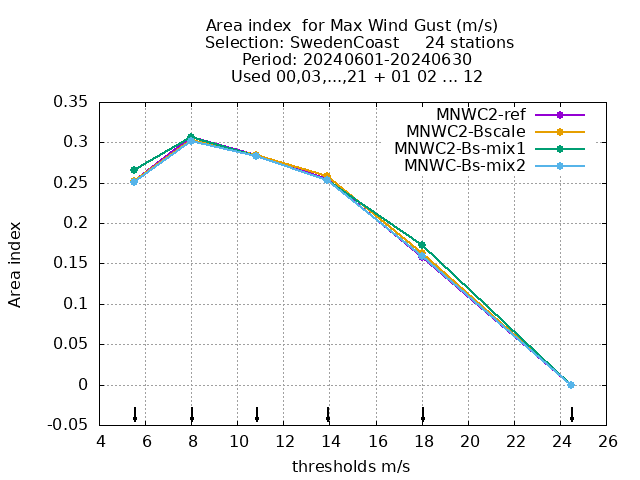 Area index  for Max Wind Gust (m/s)
Selection: SwedenCoast     24 stations
Period: 20240601-20240630
Used 00,03,...,21 + 01 02 ... 12
MNWC2-ref
MNWC2-Bscale
MNWC2-Bs-mix1
MNWC-Bs-mix2
0.35
0.3
0.25
0.2
0.15
0.1
0.05
0
-0.05
Area index
4 6 8 10 12 14 16 18 20 22 24 26
thresholds m/s